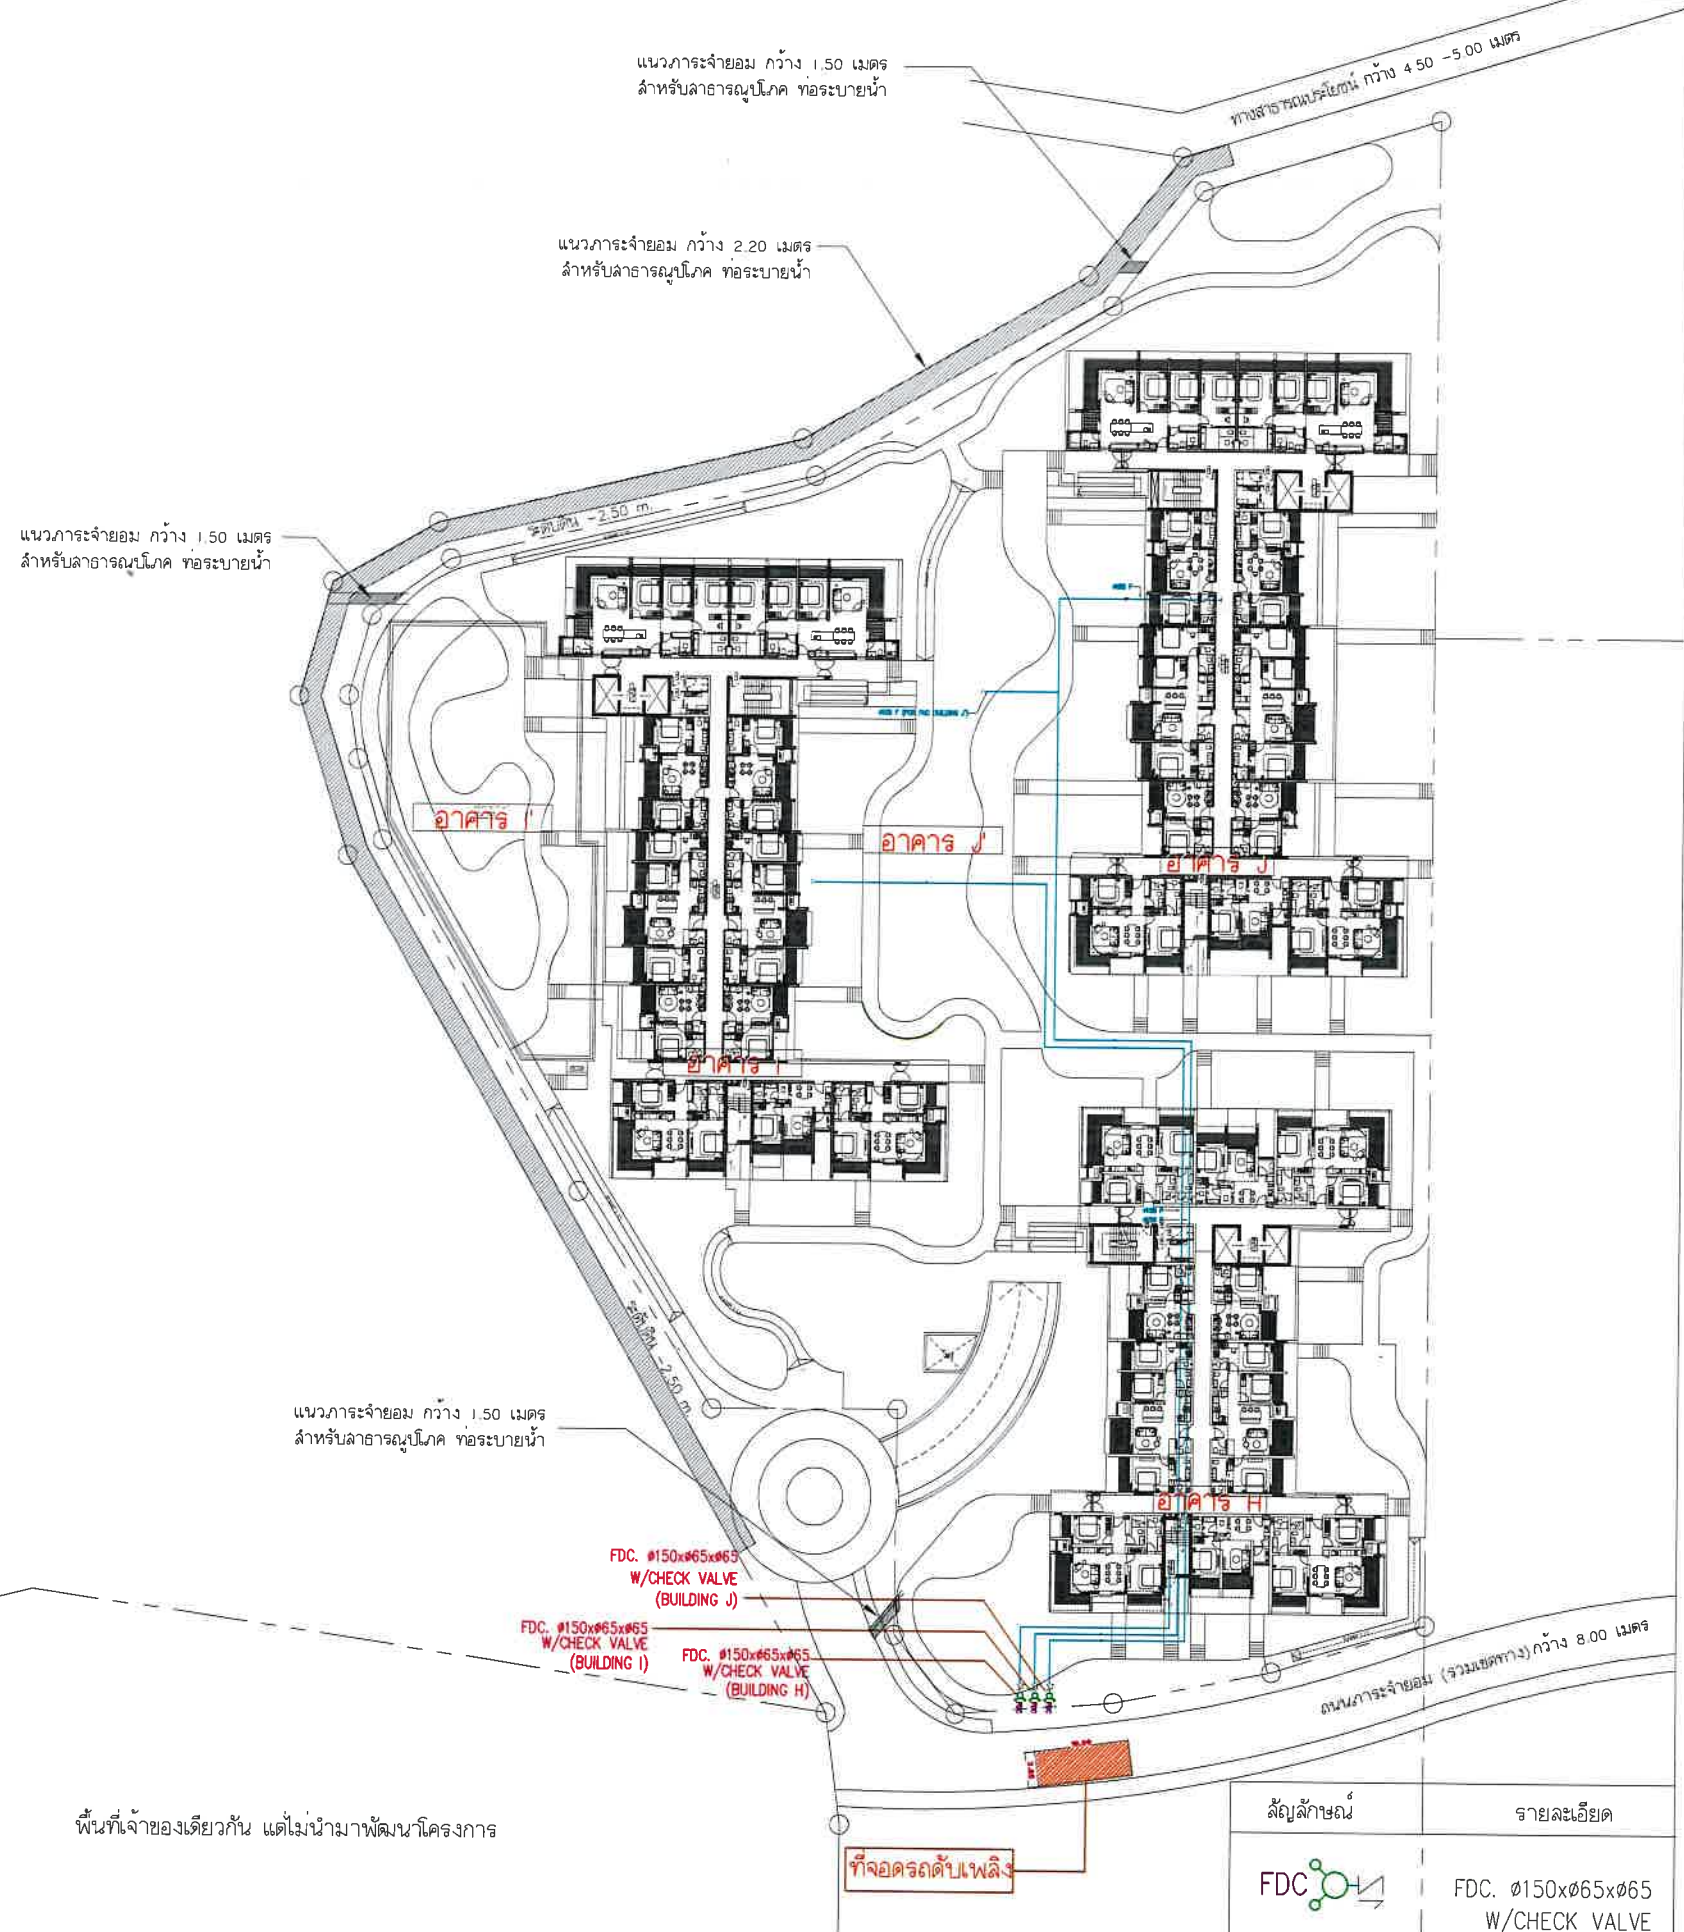 แนวภาระจำยอม กว้าง 1.50 เมตร
สำหรับสาธารณูปโภค ท่อระบายน้ำ
ทางสาธารณประโยชน์ กว้าง 4.50 -5.00 เมตร
แนวภาระจำยอม กว้าง 2.20 เมตร
สำหรับสาธารณูปโภค ท่อระบายน้ำ
แนวภาระจำยอม กว้าง 1.50 เมตร
สำหรับสาธารณูปโภค ท่อระบายน้ำ
ระดับดิน -2.50 m.
อาคาร I'
อาคาร J'
อาคาร J
อาคาร I
ระดับดิน -2.50 m.
แนวภาระจำยอม กว้าง 1.50 เมตร
สำหรับสาธารณูปโภค ท่อระบายน้ำ
อาคาร H
FDC. ø150xø65xø65
W/CHECK VALVE
(BUILDING J)
FDC. ø150xø65xø65
W/CHECK VALVE
(BUILDING I)
FDC. ø150xø65xø65
W/CHECK VALVE
(BUILDING H)
ถนนภาระจำยอม (รวมเขตทาง) กว้าง 8.00 เมตร
พื้นที่เจ้าของเดียวกัน แต่ไม่นำมาพัฒนาโครงการ
ที่จอดรถดับเพลิง
สัญลักษณ์
รายละเอียด
FDC
FDC. ø150xø65xø65
W/CHECK VALVE